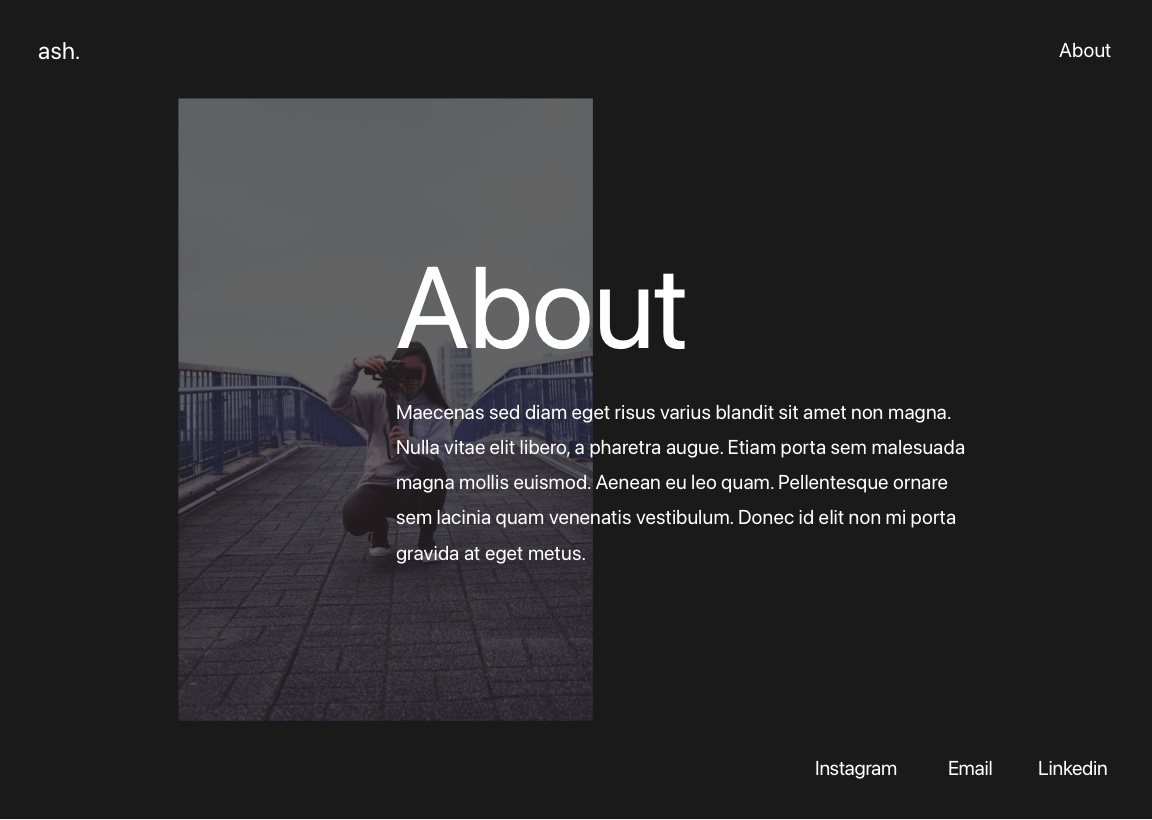 ash.
About
About
Maecenas sed diam eget risus varius blandit sit amet non magna.
Nulla vitae elit libero, a pharetra augue. Etiam porta sem malesuada
magna mollis euismod. Aenean eu leo quam. Pellentesque ornare
sem lacinia quam venenatis vestibulum. Donec id elit non mi porta
gravida at eget metus.
Instagram
Email
Linkedin